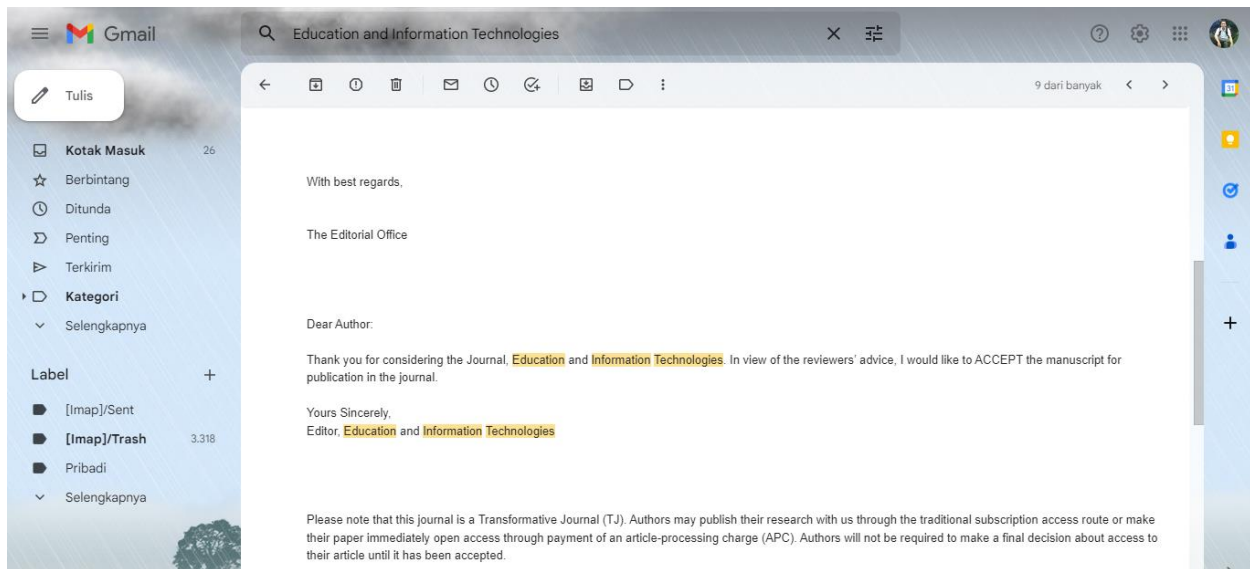 Gmail
Education and Information Technologies
Tulis
9 dari banyak
31
Kotak Masuk 26
Berbintang
Ditunda
Penting
Terkirim
Kategori
Selengkapnya
Label
[Imap]/Sent
[Imap]/Trash 3.318
Pribadi
Selengkapnya
With best regards,
The Editorial Office
Dear Author:
Thank you for considering the Journal, Education and Information Technologies. In view of the reviewers' advice, I would like to ACCEPT the manuscript for
publication in the journal.
Yours Sincerely,
Editor, Education and Information Technologies
Please note that this journal is a Transformative Journal (TJ). Authors may publish their research with us through the traditional subscription access route or make
their paper immediately open access through payment of an article-processing charge (APC). Authors will not be required to make a final decision about access to
their article until it has been accepted.